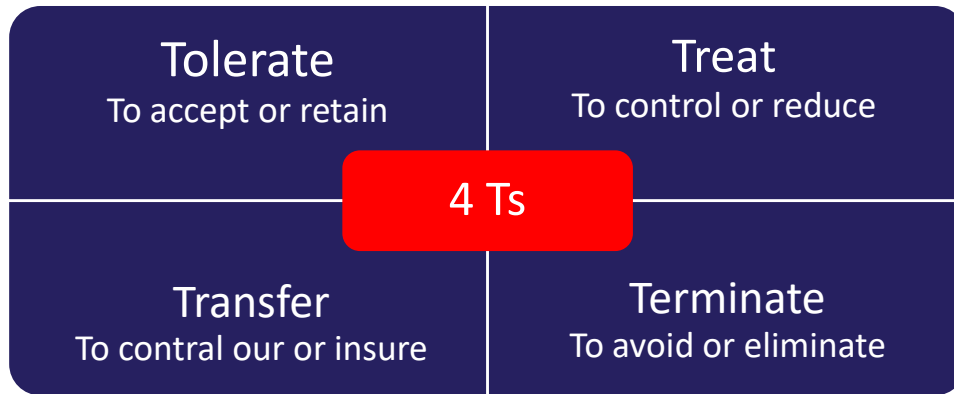 Tolerate
To accept or retain
Treat
To control or reduce
4 Ts
Transfer
To contral our or insure
Terminate
To avoid or eliminate